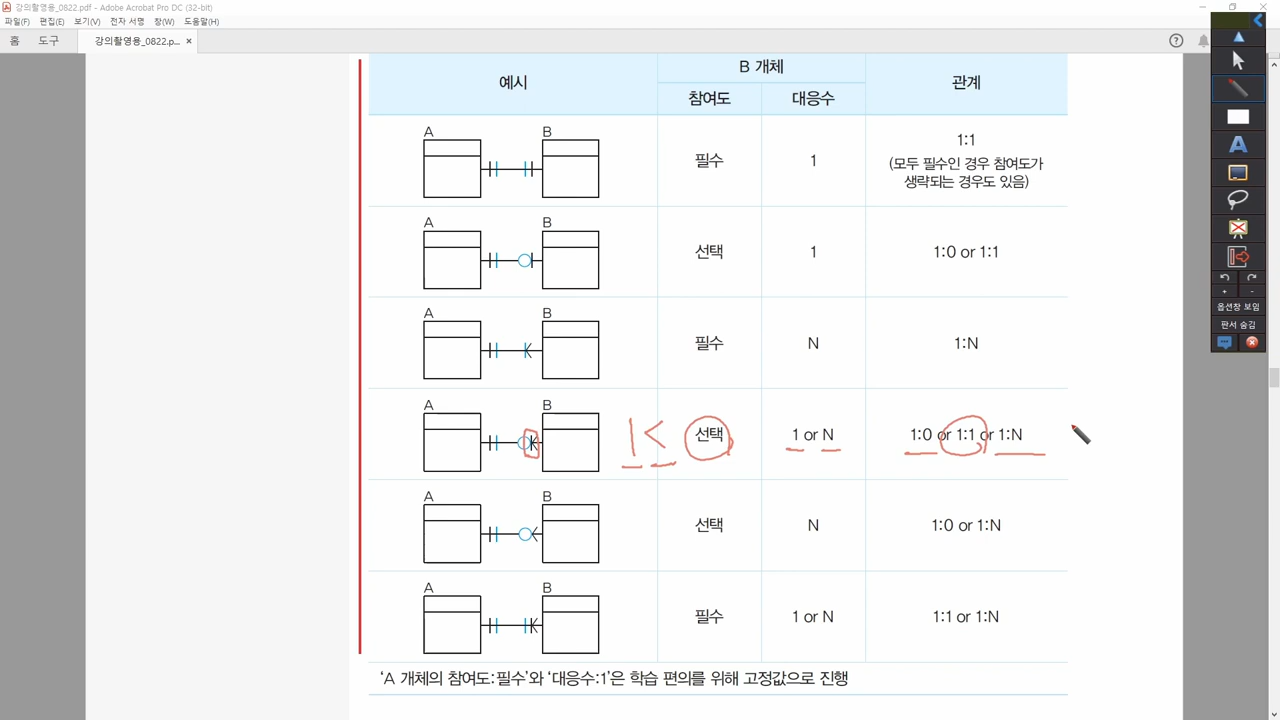 강의촬영용_0822.pdf - Adobe Acrobat Pro DC (32-bit)
파일(F) 편집(E) 보기(V) 전자 서명 창(W) 도움말(H)
홈 도구 강의촬영용_0822.p... ×
예시 B 개체 관계
참여도 대응수
A B 필수 1 1:1
(모두 필수인 경우 참여도가
생략되는 경우도 있음)
A B 선택 1 1:0 or 1:1
A B 필수 N 1:N
A B 선택 1 or N 1:0 or 1:1 or 1:N
A B 선택 N 1:0 or 1:N
A B 필수 1 or N 1:1 or 1:N
‘A 개체의 참여도:필수’와 ‘대응수:1’은 학습 편의를 위해 고정값으로 진행
A
+ -
옵션창 보임
판서 숨김